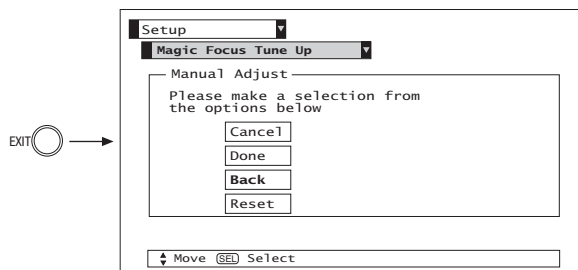 Setup
Magic Focus Tune Up
Manual Adjust
Please make a selection from
the options below
Cancel
Done
Back
Reset
EXIT
Move SEL Select